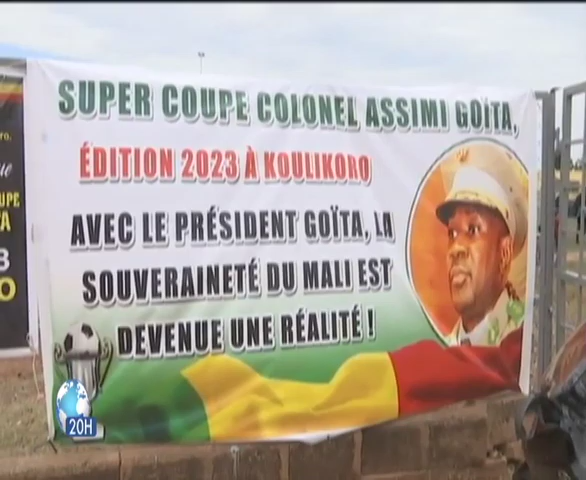 SUPER COUPE COLONEL ASSIMI GOÏTA,
ÉDITION 2023 À KOULIKORO
AVEC LE PRÉSIDENT GOÏTA, LA
SOUVERAINETÉ DU MALI EST
DEVENUE UNE RÉALITÉ !
20H